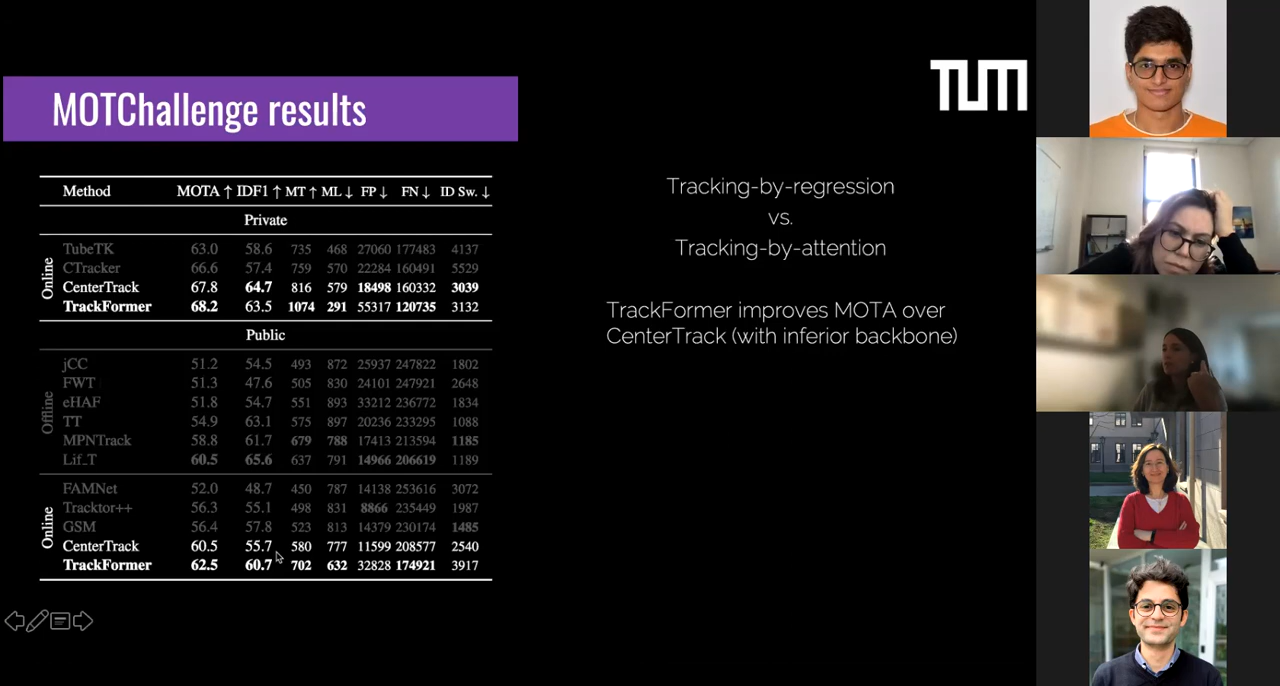 TUM
MOTChallenge results
Method MOTA ↑ IDF1 ↑ MT ↑ ML ↓ FP ↓ FN ↓ ID Sw. ↓
Private
Online
TubeTK 63.0 58.6 735 468 27060 177483 4137
CTracker 66.6 57.4 759 570 22284 160491 5529
CenterTrack 67.8 64.7 816 579 18498 160332 3039
TrackFormer 68.2 63.5 1074 291 55317 120735 3132
Public
Offline
jCC 51.2 54.5 493 872 25937 247822 1802
FWT 51.3 47.6 505 830 24101 247921 2648
eHAF 51.8 54.7 551 893 33212 236772 1834
TT 54.9 63.1 575 897 20236 233295 1088
MPNTrack 58.8 61.7 679 788 17413 213594 1185
Lif_T 60.5 65.6 637 791 14966 206619 1189
Online
FAMNet 52.0 48.7 450 787 14138 253616 3072
Tracktor++ 56.3 55.1 498 831 8866 235449 1987
GSM 56.4 57.8 523 813 14379 230174 1485
CenterTrack 60.5 55.7 580 777 11599 208577 2540
TrackFormer 62.5 60.7 702 632 32828 174921 3917
Tracking-by-regression
vs.
Tracking-by-attention
TrackFormer improves MOTA over
CenterTrack (with inferior backbone)